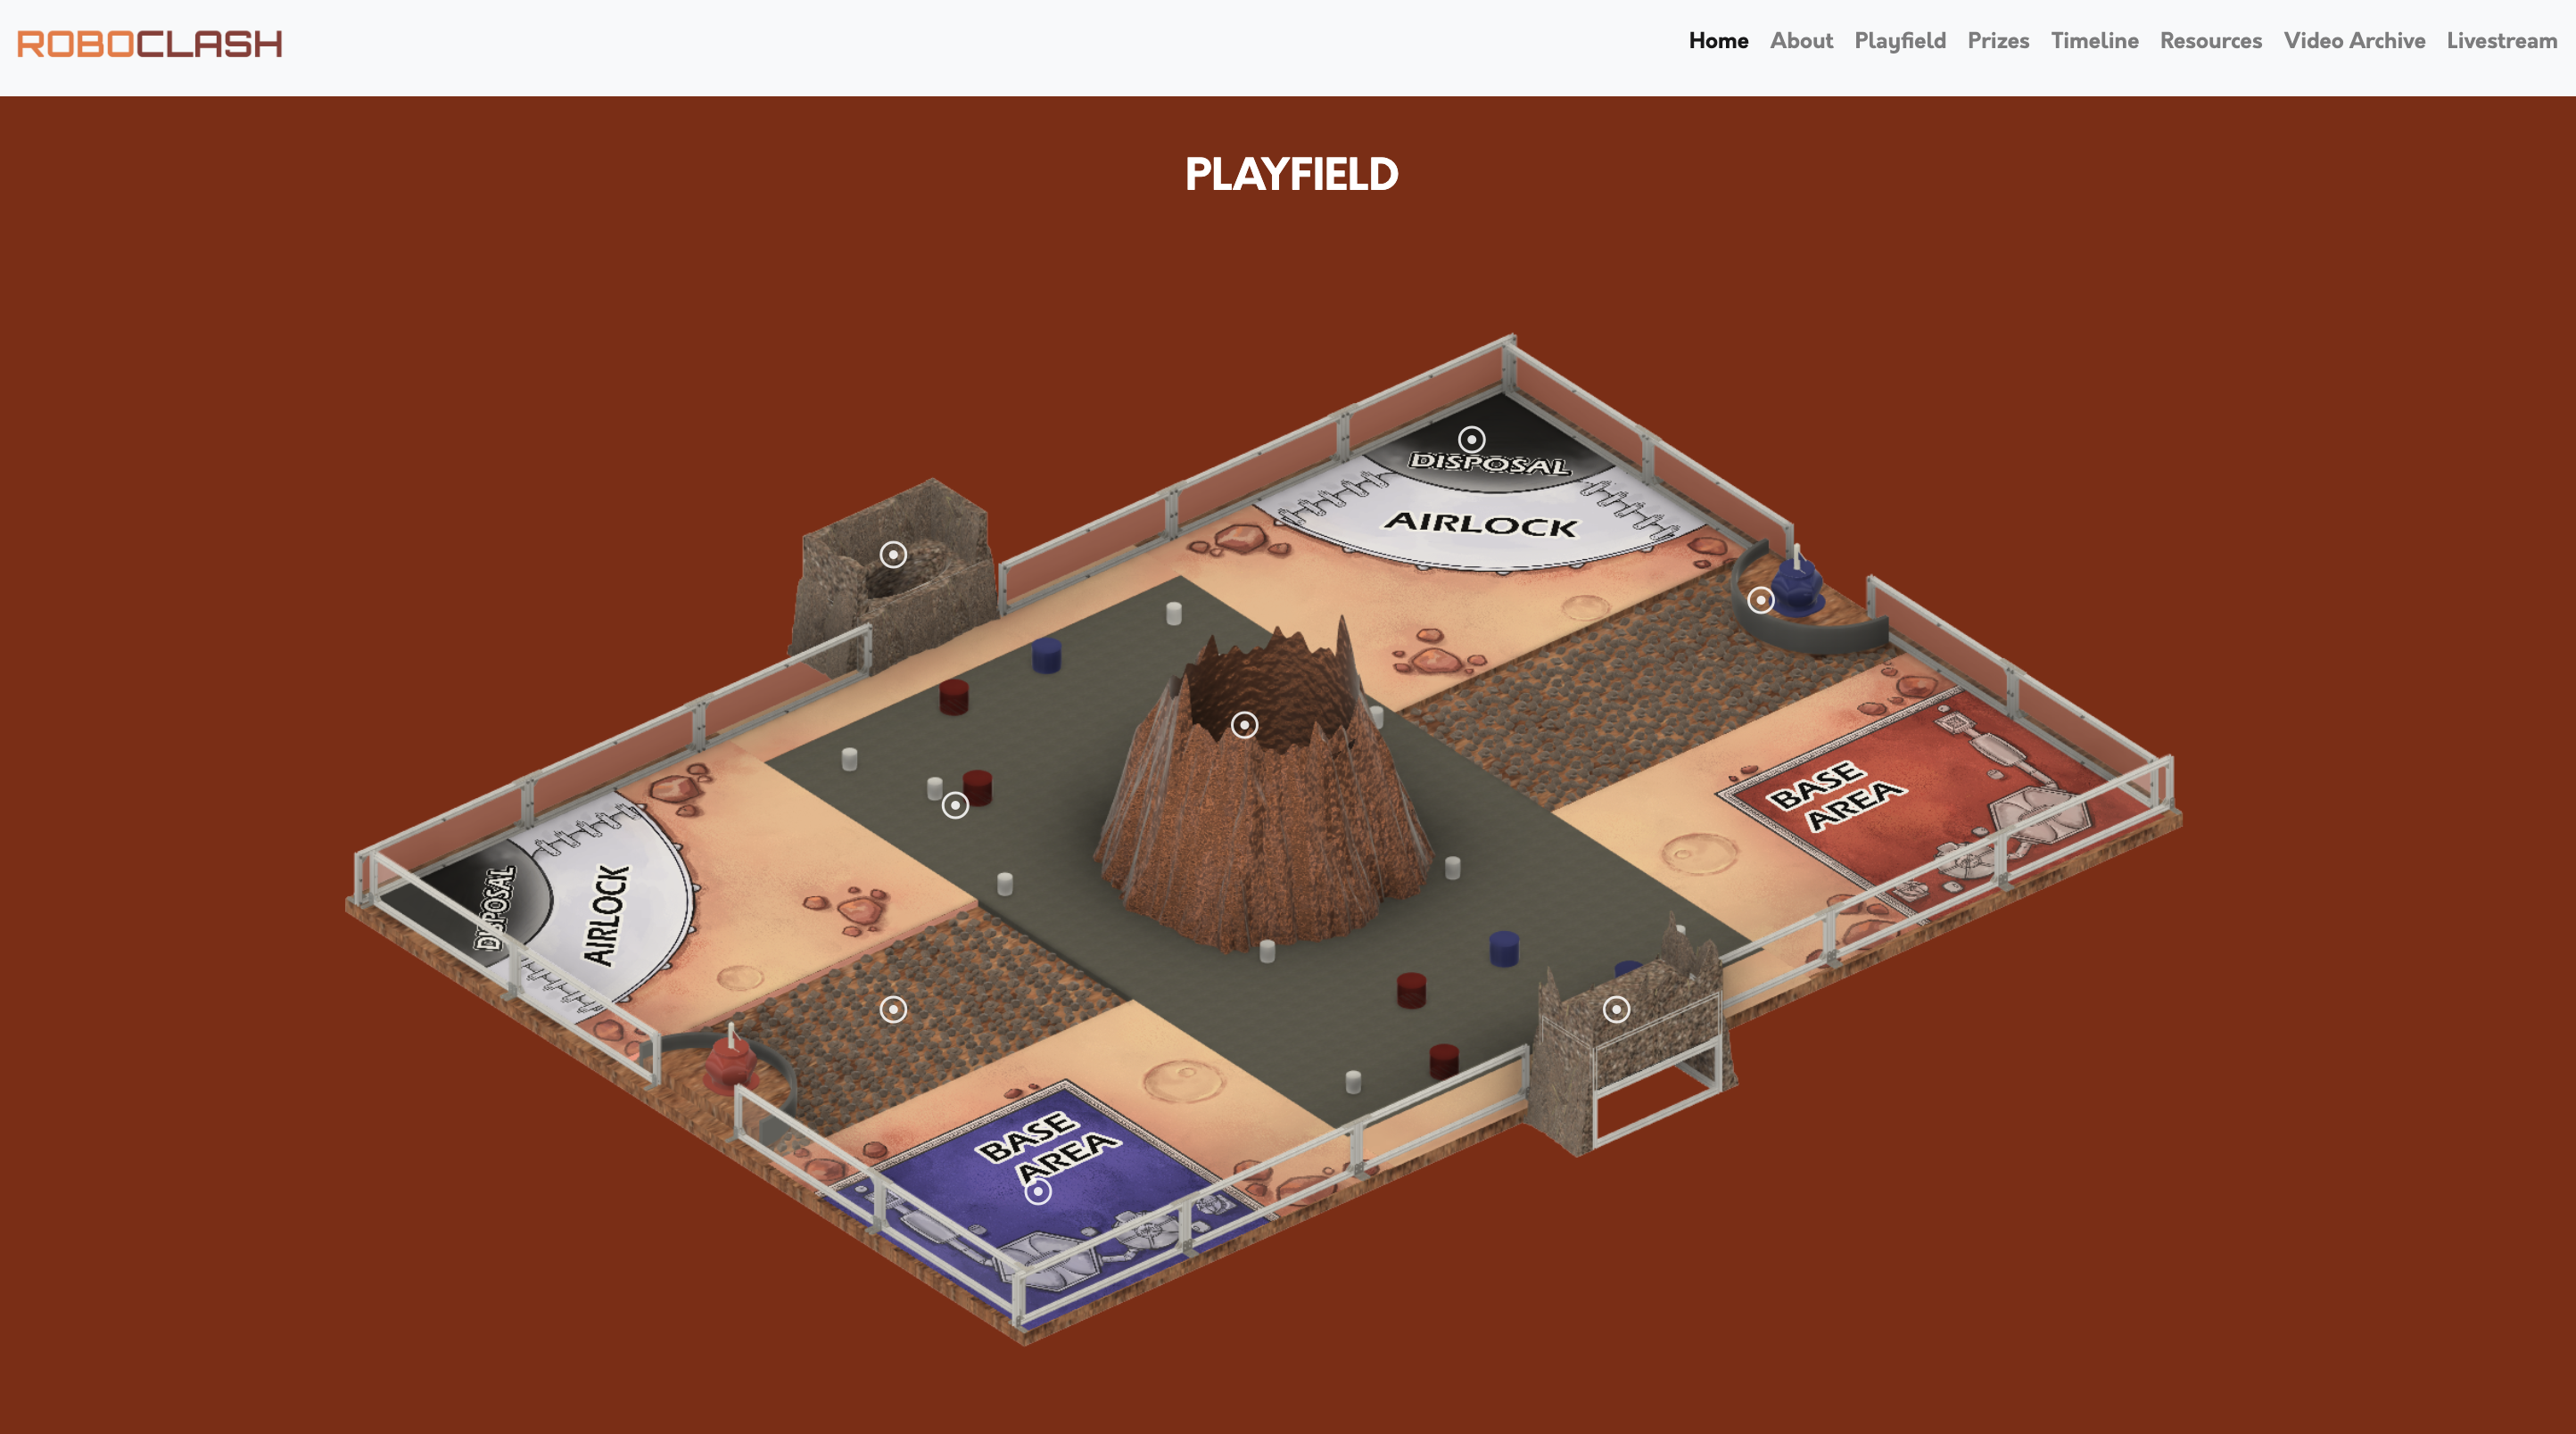 ROBOCLASH
Home About Playfield Prizes Timeline Resources Video Archive Livestream
PLAYFIELD
DISPOSAL
AIRLOCK
BASE
AREA
DISPOSAL
AIRLOCK
BASE
AREA